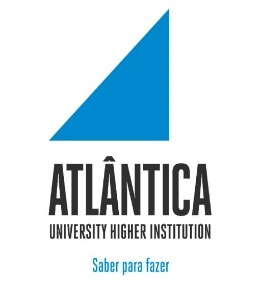 ATLÂNTICA
UNIVERSITY HIGHER INSTITUTION
Saber para fazer